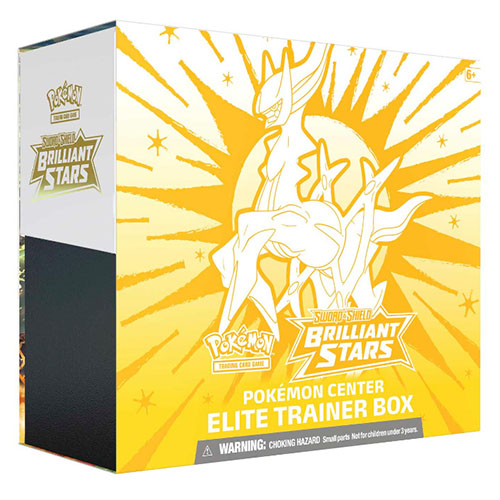 Pokémon
TRADING CARD GAME
SWORD & SHIELD
BRILLIANT
STARS
6+
Pokémon
TRADING CARD GAME
SWORD & SHIELD
BRILLIANT
STARS
POKÉMON CENTER
ELITE TRAINER BOX
WARNING: CHOKING HAZARD Small parts Not for children under 3 years.